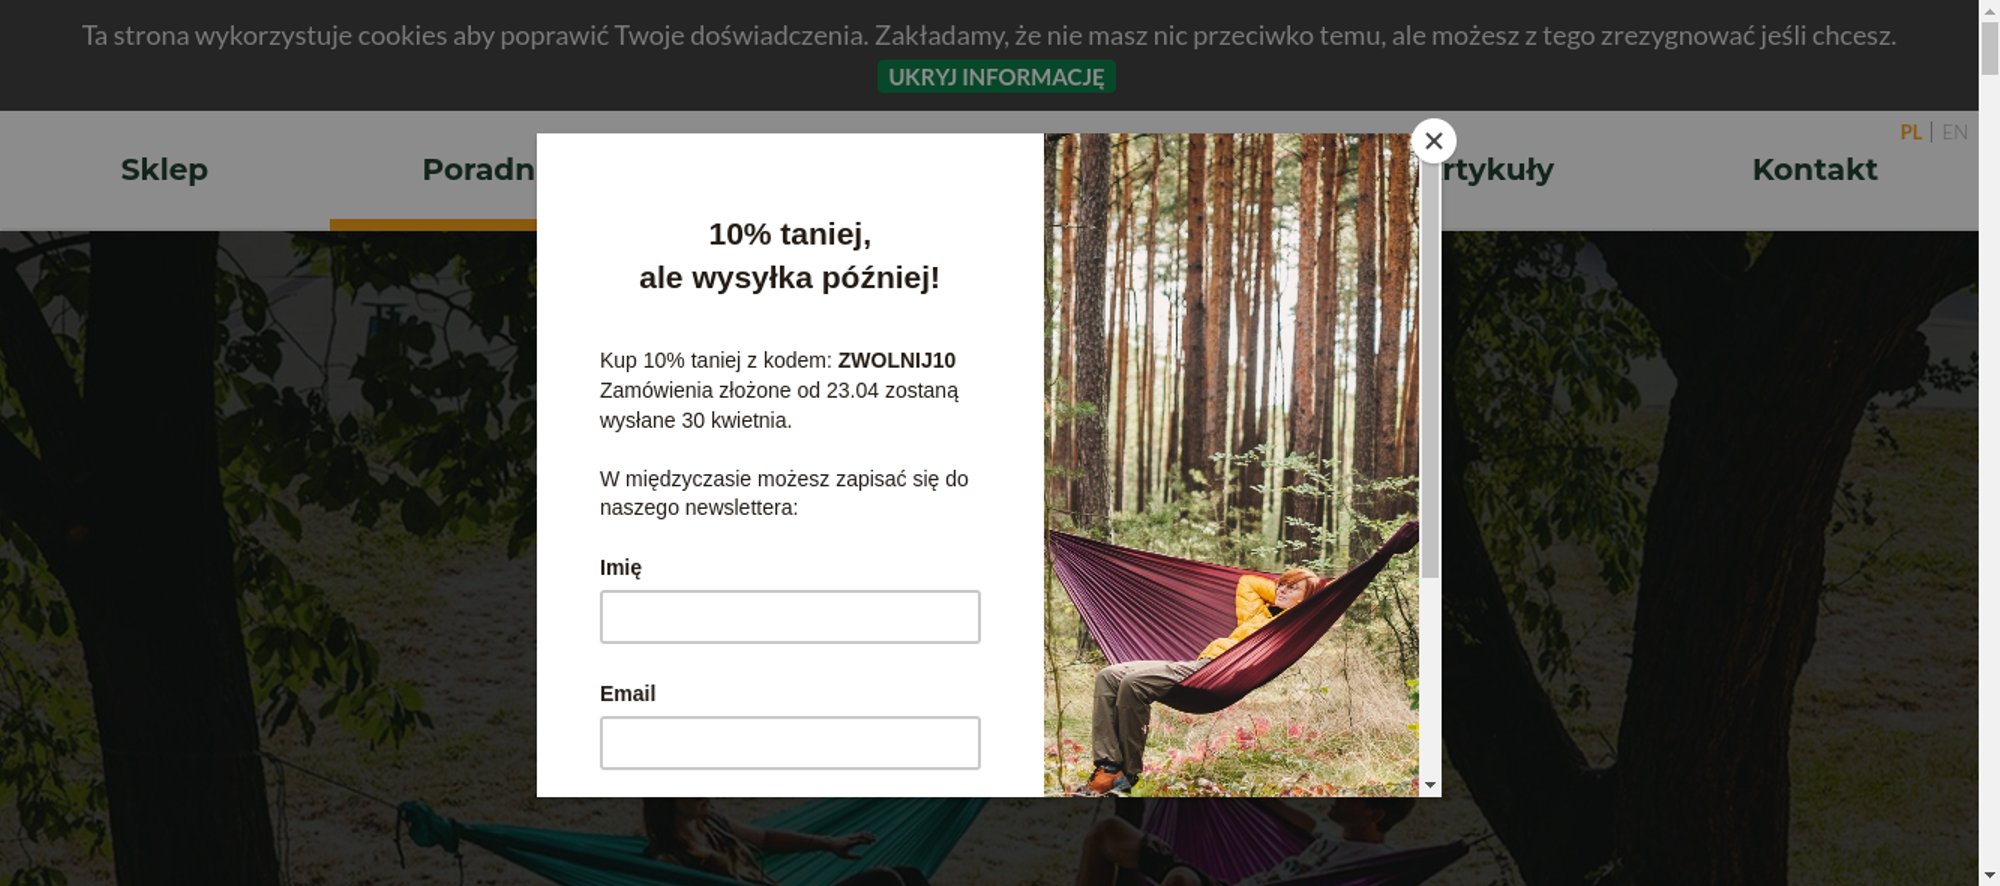 Ta strona wykorzystuje cookies aby poprawić Twoje doświadczenia. Zakładamy, że nie masz nic przeciwko temu, ale możesz z tego zrezygnować jeśli chcesz.
UKRYJ INFORMACJĘ
PL | EN
Sklep
Poradn
rtykuły
Kontakt
10% taniej,
ale wysyłka później!
Kup 10% taniej z kodem: ZWOLNIJ10
Zamówienia złożone od 23.04 zostaną
wysłane 30 kwietnia.
W międzyczasie możesz zapisać się do
naszego newslettera:
Imię
Email